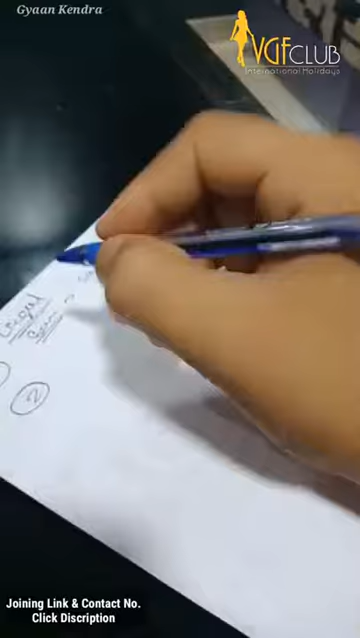 Gyaan Kendra
VGFCLUB
International Holidays
2
Joining Link & Contact No.
Click Discription